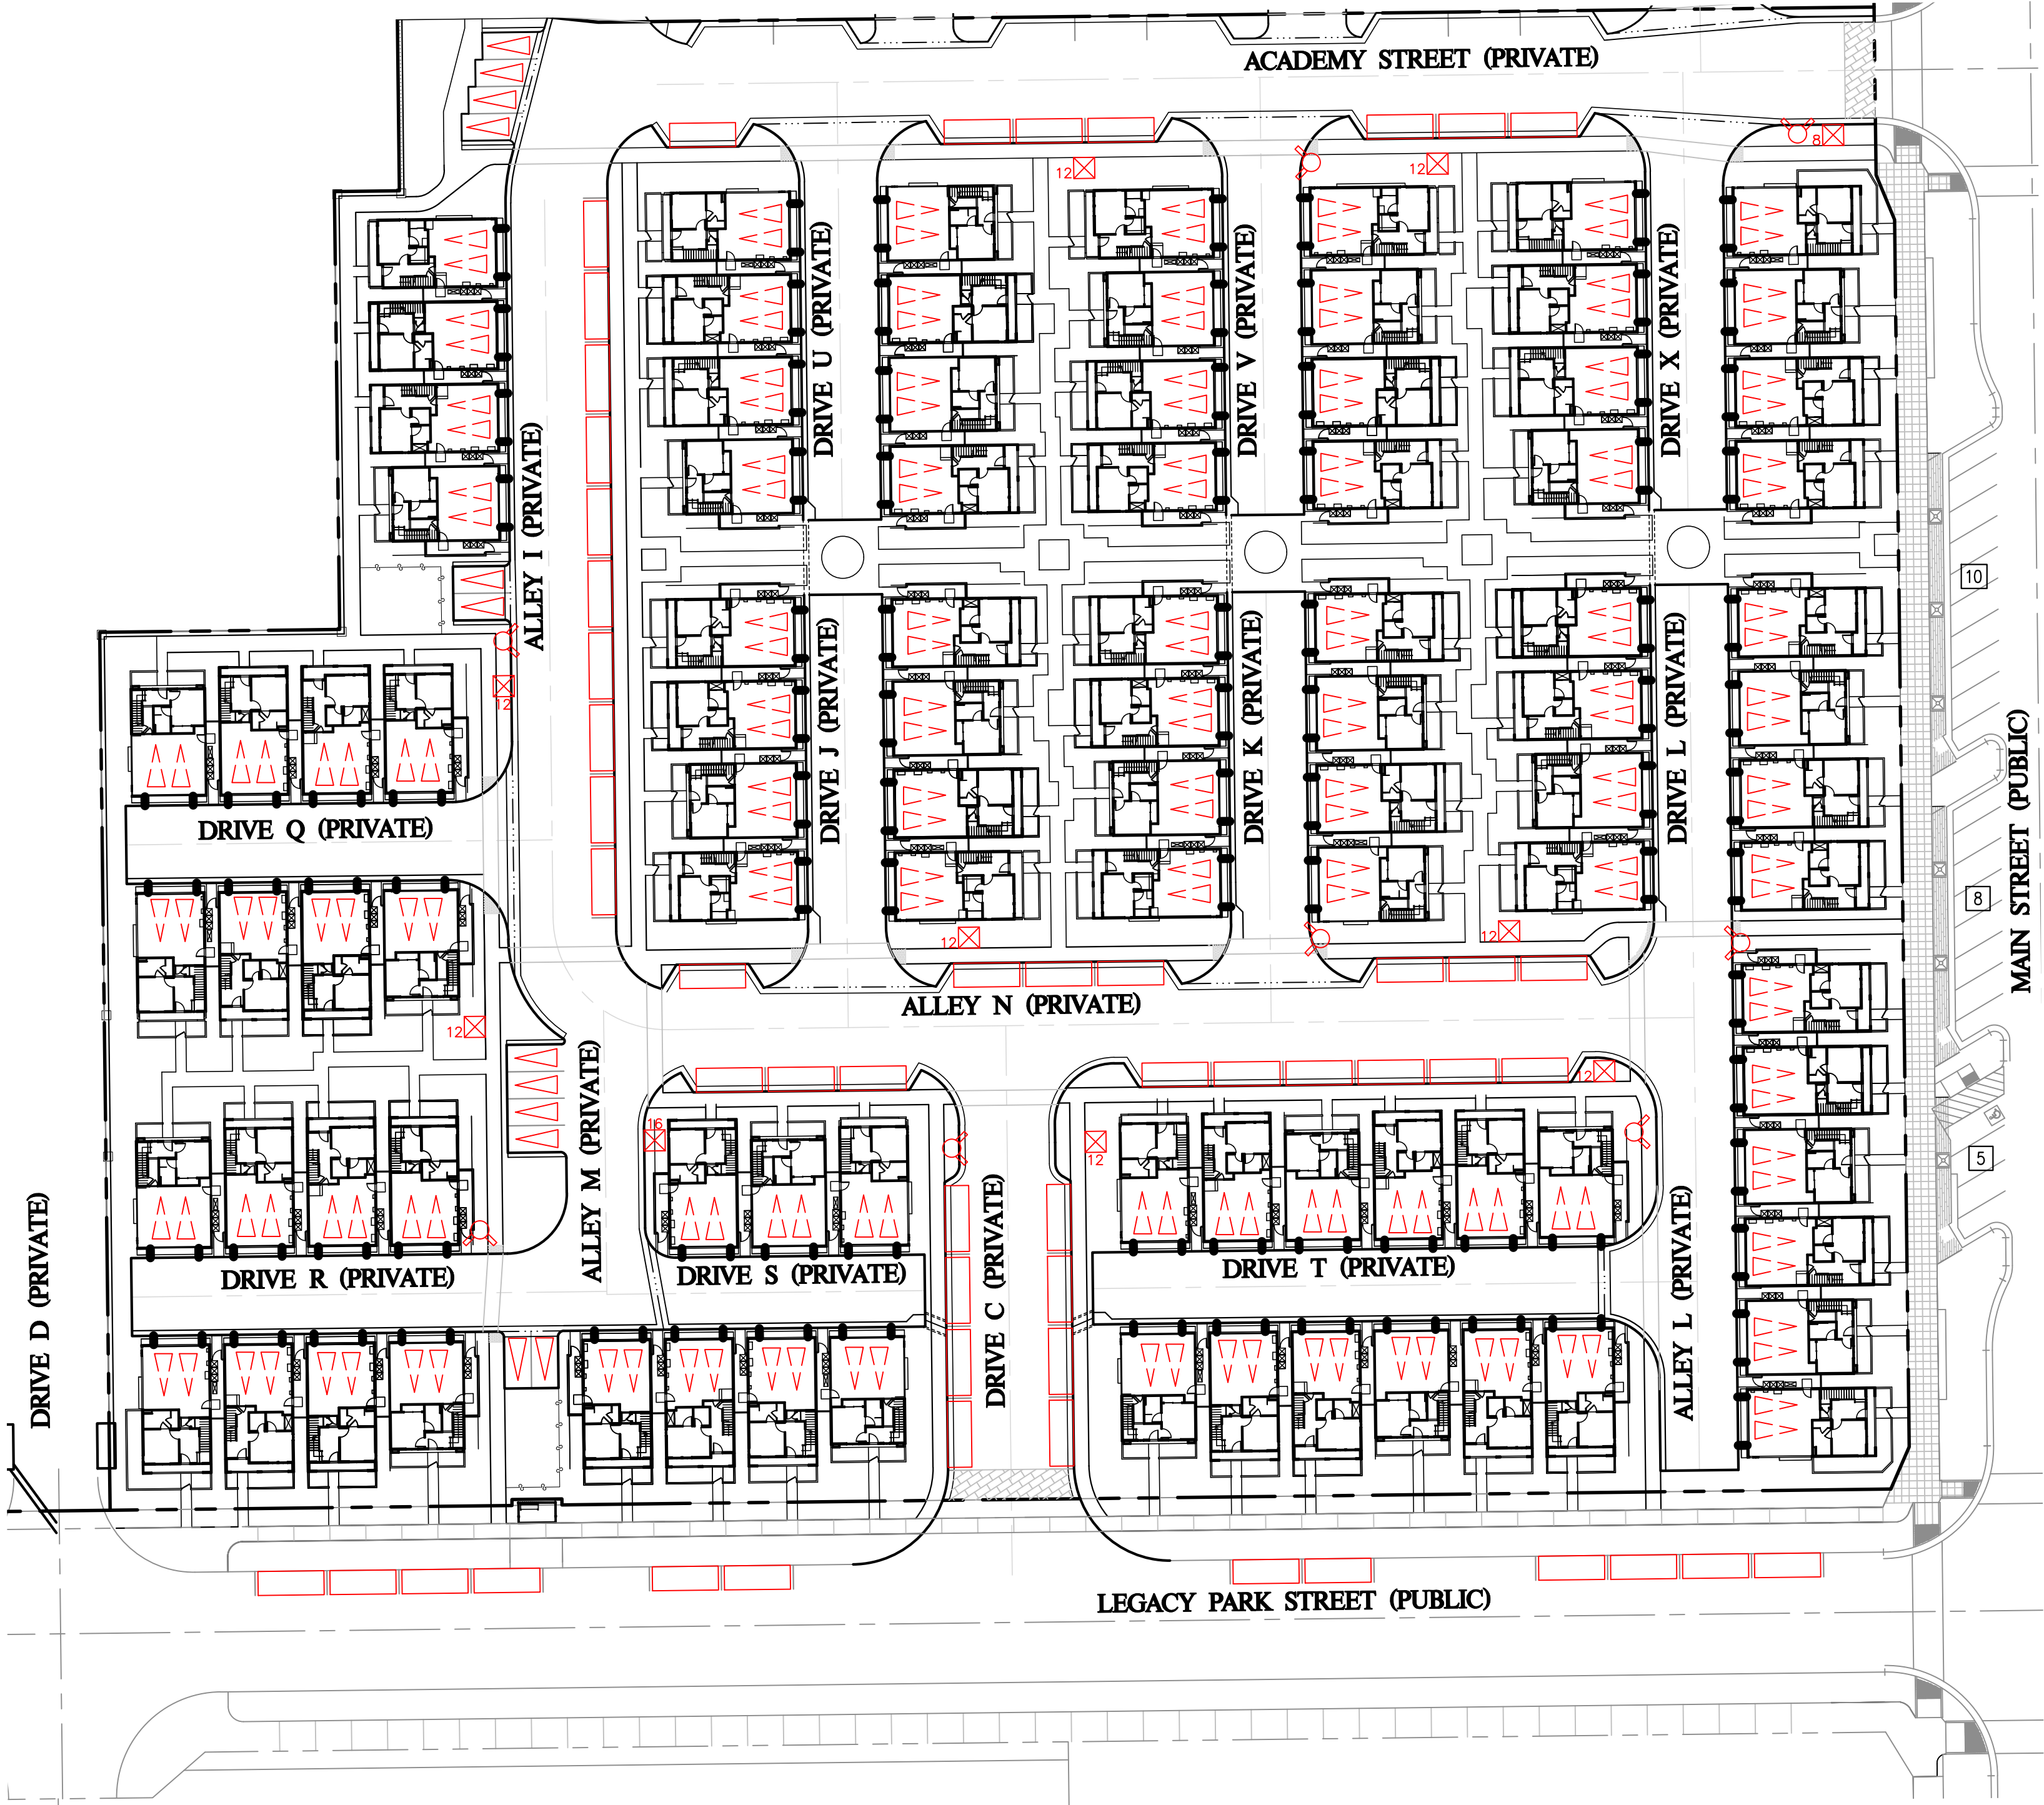 ACADEMY STREET (PRIVATE)
8
12
12
DRIVE U (PRIVATE)
DRIVE V (PRIVATE)
DRIVE X (PRIVATE)
ALLEY I (PRIVATE)
10
12
DRIVE J (PRIVATE)
DRIVE K (PRIVATE)
DRIVE L (PRIVATE)
MAIN STREET (PUBLIC)
DRIVE Q (PRIVATE)
8
12
12
ALLEY N (PRIVATE)
12
ALLEY M (PRIVATE)
12
16
12
5
DRIVE D (PRIVATE)
DRIVE R (PRIVATE)
DRIVE S (PRIVATE)
DRIVE C (PRIVATE)
DRIVE T (PRIVATE)
ALLEY L (PRIVATE)
LEGACY PARK STREET (PUBLIC)